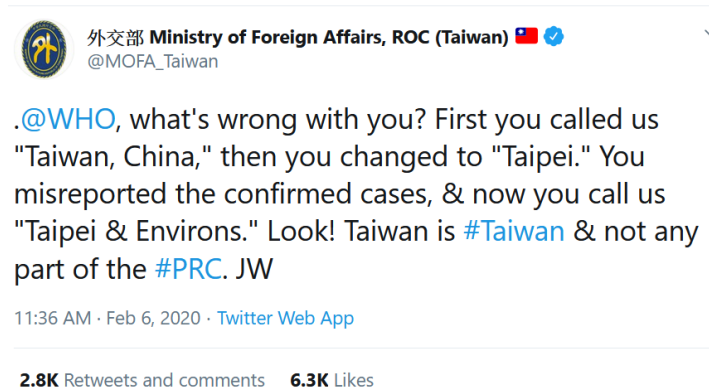 外交部 Ministry of Foreign Affairs, ROC (Taiwan) 🇹🇼
@MOFA_Taiwan
.@WHO, what's wrong with you? First you called us
"Taiwan, China," then you changed to "Taipei." You
misreported the confirmed cases, & now you call us
"Taipei & Environs." Look! Taiwan is #Taiwan & not any
part of the #PRC. JW
11:36 AM · Feb 6, 2020 · Twitter Web App
2.8K Retweets and comments 6.3K Likes